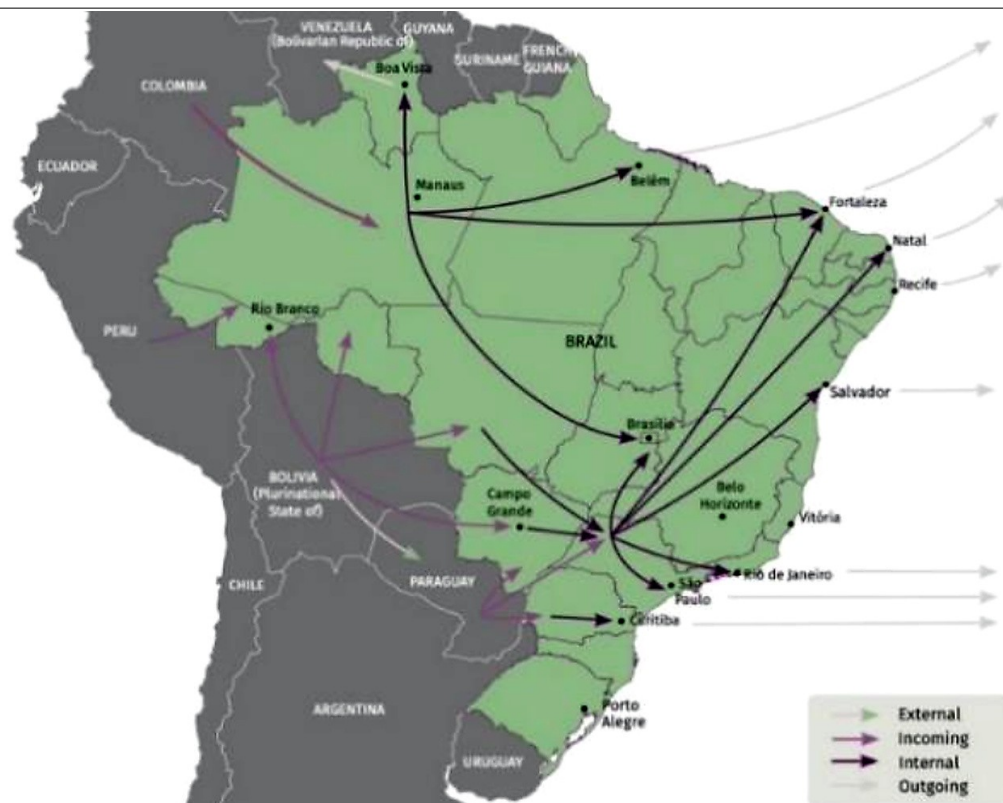 VENEZUELA
(Bolivarian Republic of)
GUYANA
SURINAME
FRENCH
GUIANA
Boa Vista
COLOMBIA
ECUADOR
Manaus
Belém
Fortaleza
Natal
Recife
Rio Branco
PERU
BRAZIL
Salvador
Brasília
BOLIVIA
(Plurinational
State of)
Campo
Grande
Belo
Horizonte
Vitória
CHILE
PARAGUAY
São
Paulo
Rio de Janeiro
Curitiba
ARGENTINA
Porto
Alegre
URUGUAY
External
Incoming
Internal
Outgoing